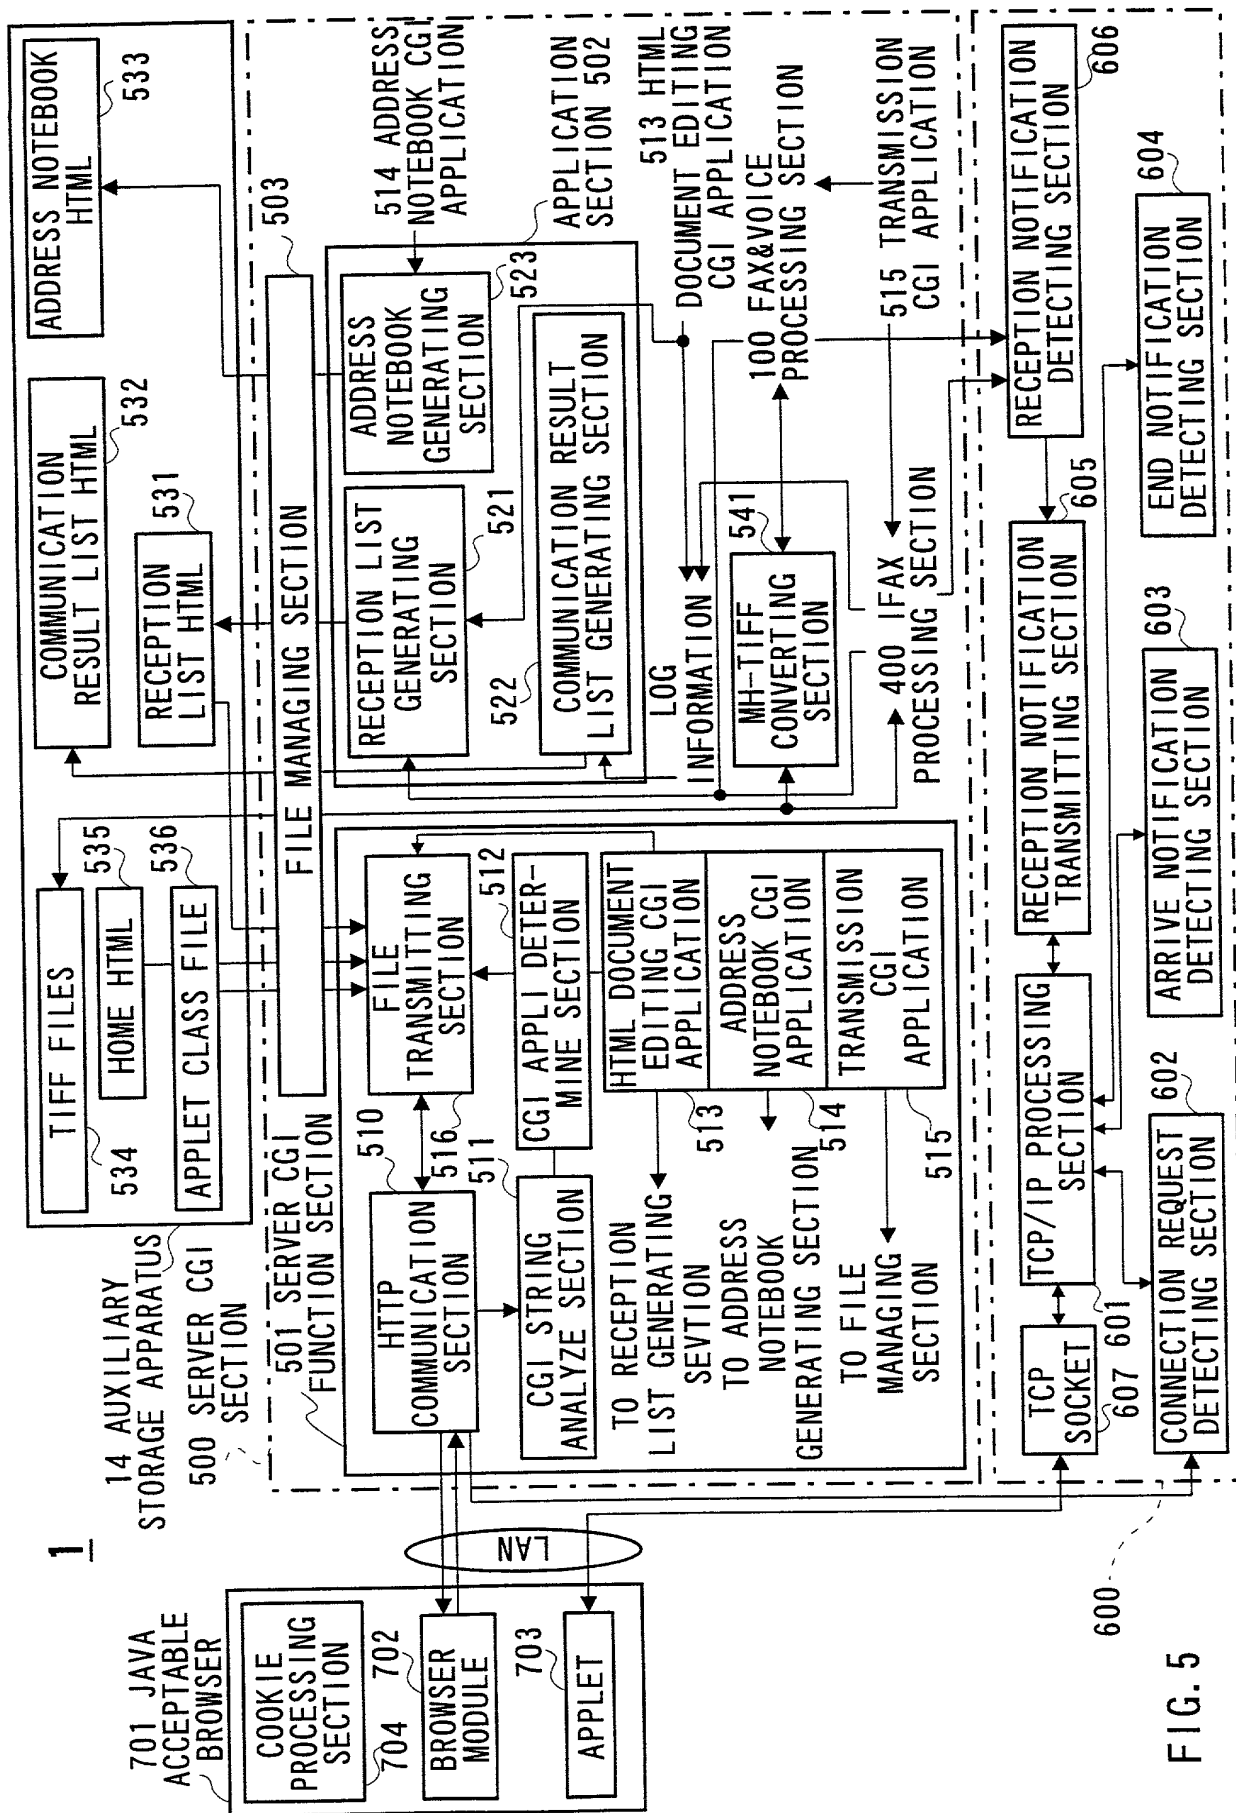 1
14 AUXILIARY
STORAGE APPARATUS
TIFF FILES
534
HOME HTML
535
APPLET CLASS FILE
536
COMMUNICATION
RESULT LIST HTML
532
RECEPTION
LIST HTML
531
ADDRESS NOTEBOOK
HTML
533
701 JAVA
ACCEPTABLE
BROWSER
COOKIE
PROCESSING
SECTION
704
702
BROWSER
MODULE
703
APPLET
LAN
500 SERVER CGI
SECTION
501 SERVER CGI
FUNCTION SECTION
FILE MANAGING SECTION
503
510
HTTP
COMMUNICATION
SECTION
516
511
CGI STRING
ANALYZE SECTION
FILE
TRANSMITTING
SECTION
512
CGI APPLI DETER-
MINE SECTION
HTML DOCUMENT
EDITING CGI
APPLICATION
513
ADDRESS
NOTEBOOK CGI
APPLICATION
514
TRANSMISSION
CGI
APPLICATION
515
TO RECEPTION
LIST GENERATING
SEVTION
TO ADDRESS
NOTEBOOK
GENERATING SECTION
TO FILE
MANAGING
SECTION
RECEPTION LIST
GENERATING
SECTION
521
522
COMMUNICATION RESULT
LIST GENERATING SECTION
ADDRESS
NOTEBOOK
GENERATING
SECTION
523
514 ADDRESS
NOTEBOOK CGI
APPLICATION
APPLICATION
SECTION 502
LOG
INFORMATION
513 HTML
DOCUMENT EDITING
CGI APPLICATION
541
MH-TIFF
CONVERTING
SECTION
100 FAX&VOICE
PROCESSING SECTION
400 IFAX
PROCESSING SECTION
515 TRANSMISSION
CGI APPLICATION
600
TCP
SOCKET
607
TCP/IP PROCESSING
SECTION
601
RECEPTION NOTIFICATION
TRANSMITTING SECTION
605
RECEPTION NOTIFICATION
DETECTING SECTION
606
CONNECTION REQUEST
DETECTING SECTION
602
ARRIVE NOTIFICATION
DETECTING SECTION
603
END NOTIFICATION
DETECTING SECTION
604
FIG. 5